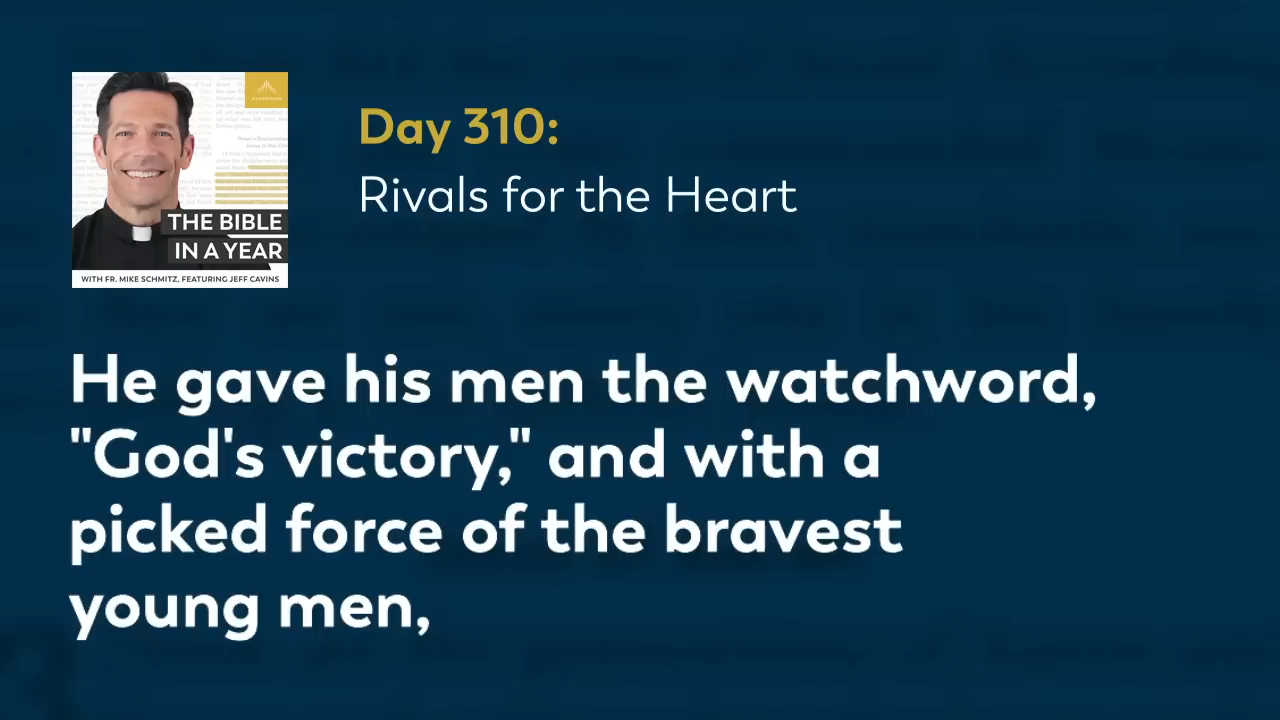 THE BIBLE
IN A YEAR
WITH FR. MIKE SCHMITZ, FEATURING JEFF CAVINS
Day 310:
Rivals for the Heart
He gave his men the watchword,
"God's victory," and with a
picked force of the bravest
young men,